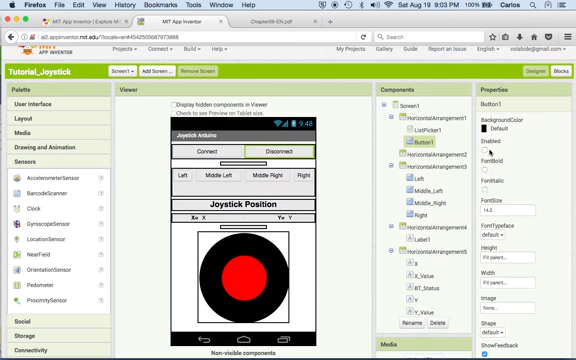 Firefox File Edit View History Bookmarks Tools Window Help 100% Sat Aug 19 9:03 PM Carlos
MIT App Inventor | Explore M
MIT App Inventor
Chapter09-EN.pdf
ai2.appinventor.mit.edu/?locale=en#4542505687973888
Search
APP INVENTOR
Projects Connect Build Help My Projects Gallery Guide Report an Issue English
Tutorial_Joystick Screen1 Add Screen ... Remove Screen Designer Blocks
Palette
User Interface
Layout
Media
Drawing and Animation
Sensors
AccelerometerSensor ?
BarcodeScanner ?
Clock ?
GyroscopeSensor ?
LocationSensor ?
NearField ?
OrientationSensor ?
Pedometer ?
ProximitySensor ?
Social
Storage
Connectivity
Viewer
Display hidden components in Viewer
Check to see Preview on Tablet size.
9:48
Joystick Arduino
Connect Disconnect
Left Middle Left Middle Right Right
Joystick Position
X= X Y= Y
Non-visible components
Components
Screen1
HorizontalArrangement1
ListPicker1
Button1
HorizontalArrangement2
HorizontalArrangement3
Left
Middle_Left
Middle_Right
Right
HorizontalArrangement4
Label1
HorizontalArrangement5
X
X_Value
BT_Status
Y
Y_Value
Rename Delete
Media
Properties
Button1
BackgroundColor
Default
Enabled
FontBold
FontItalic
FontSize
14.0
FontTypeface
default
Height
Fill parent...
Width
Fill parent...
Image
None...
Shape
default
ShowFeedback